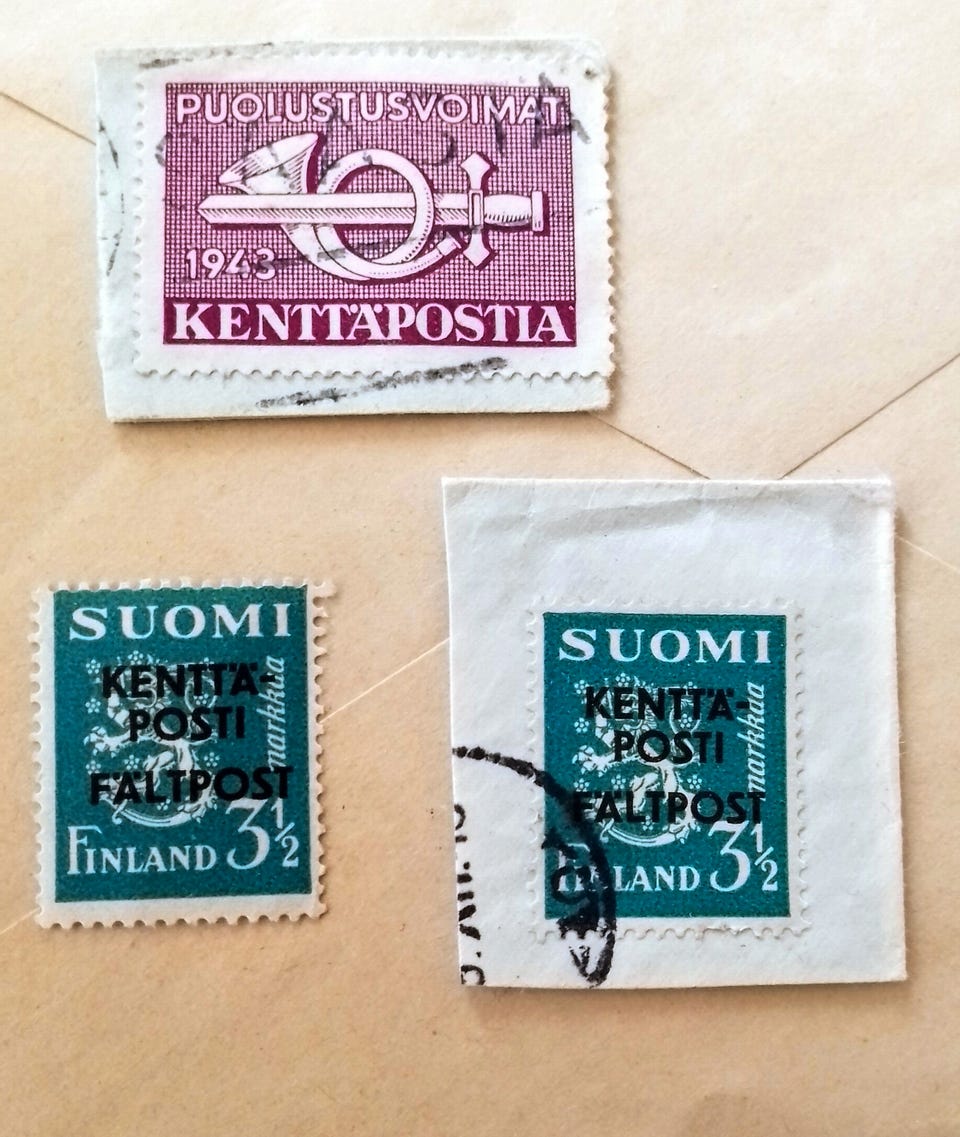 PUOLUSTUSVOIMAT
1943
KENTTÄPOSTIA
SUOMI
KENTTÄ-
POSTI
markkaa
FÄLTPOST
FINLAND 3½
SUOMI
KENTTÄ-
POSTI
markkaa
FÄLTPOST
FINLAND 3½
XII.